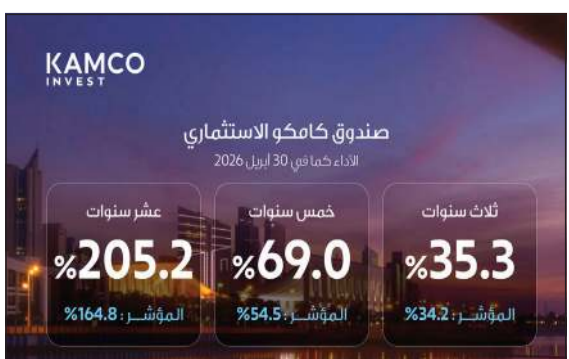 KAMCO
INVEST
صندوق كامكو الاستثماري
الأداء كما في 30 أبريل 2026
ثلاث سنوات
%35.3
المؤشر: 34.2%
خمس سنوات
%69.0
المؤشر: 54.5%
عشر سنوات
%205.2
المؤشر: 164.8%